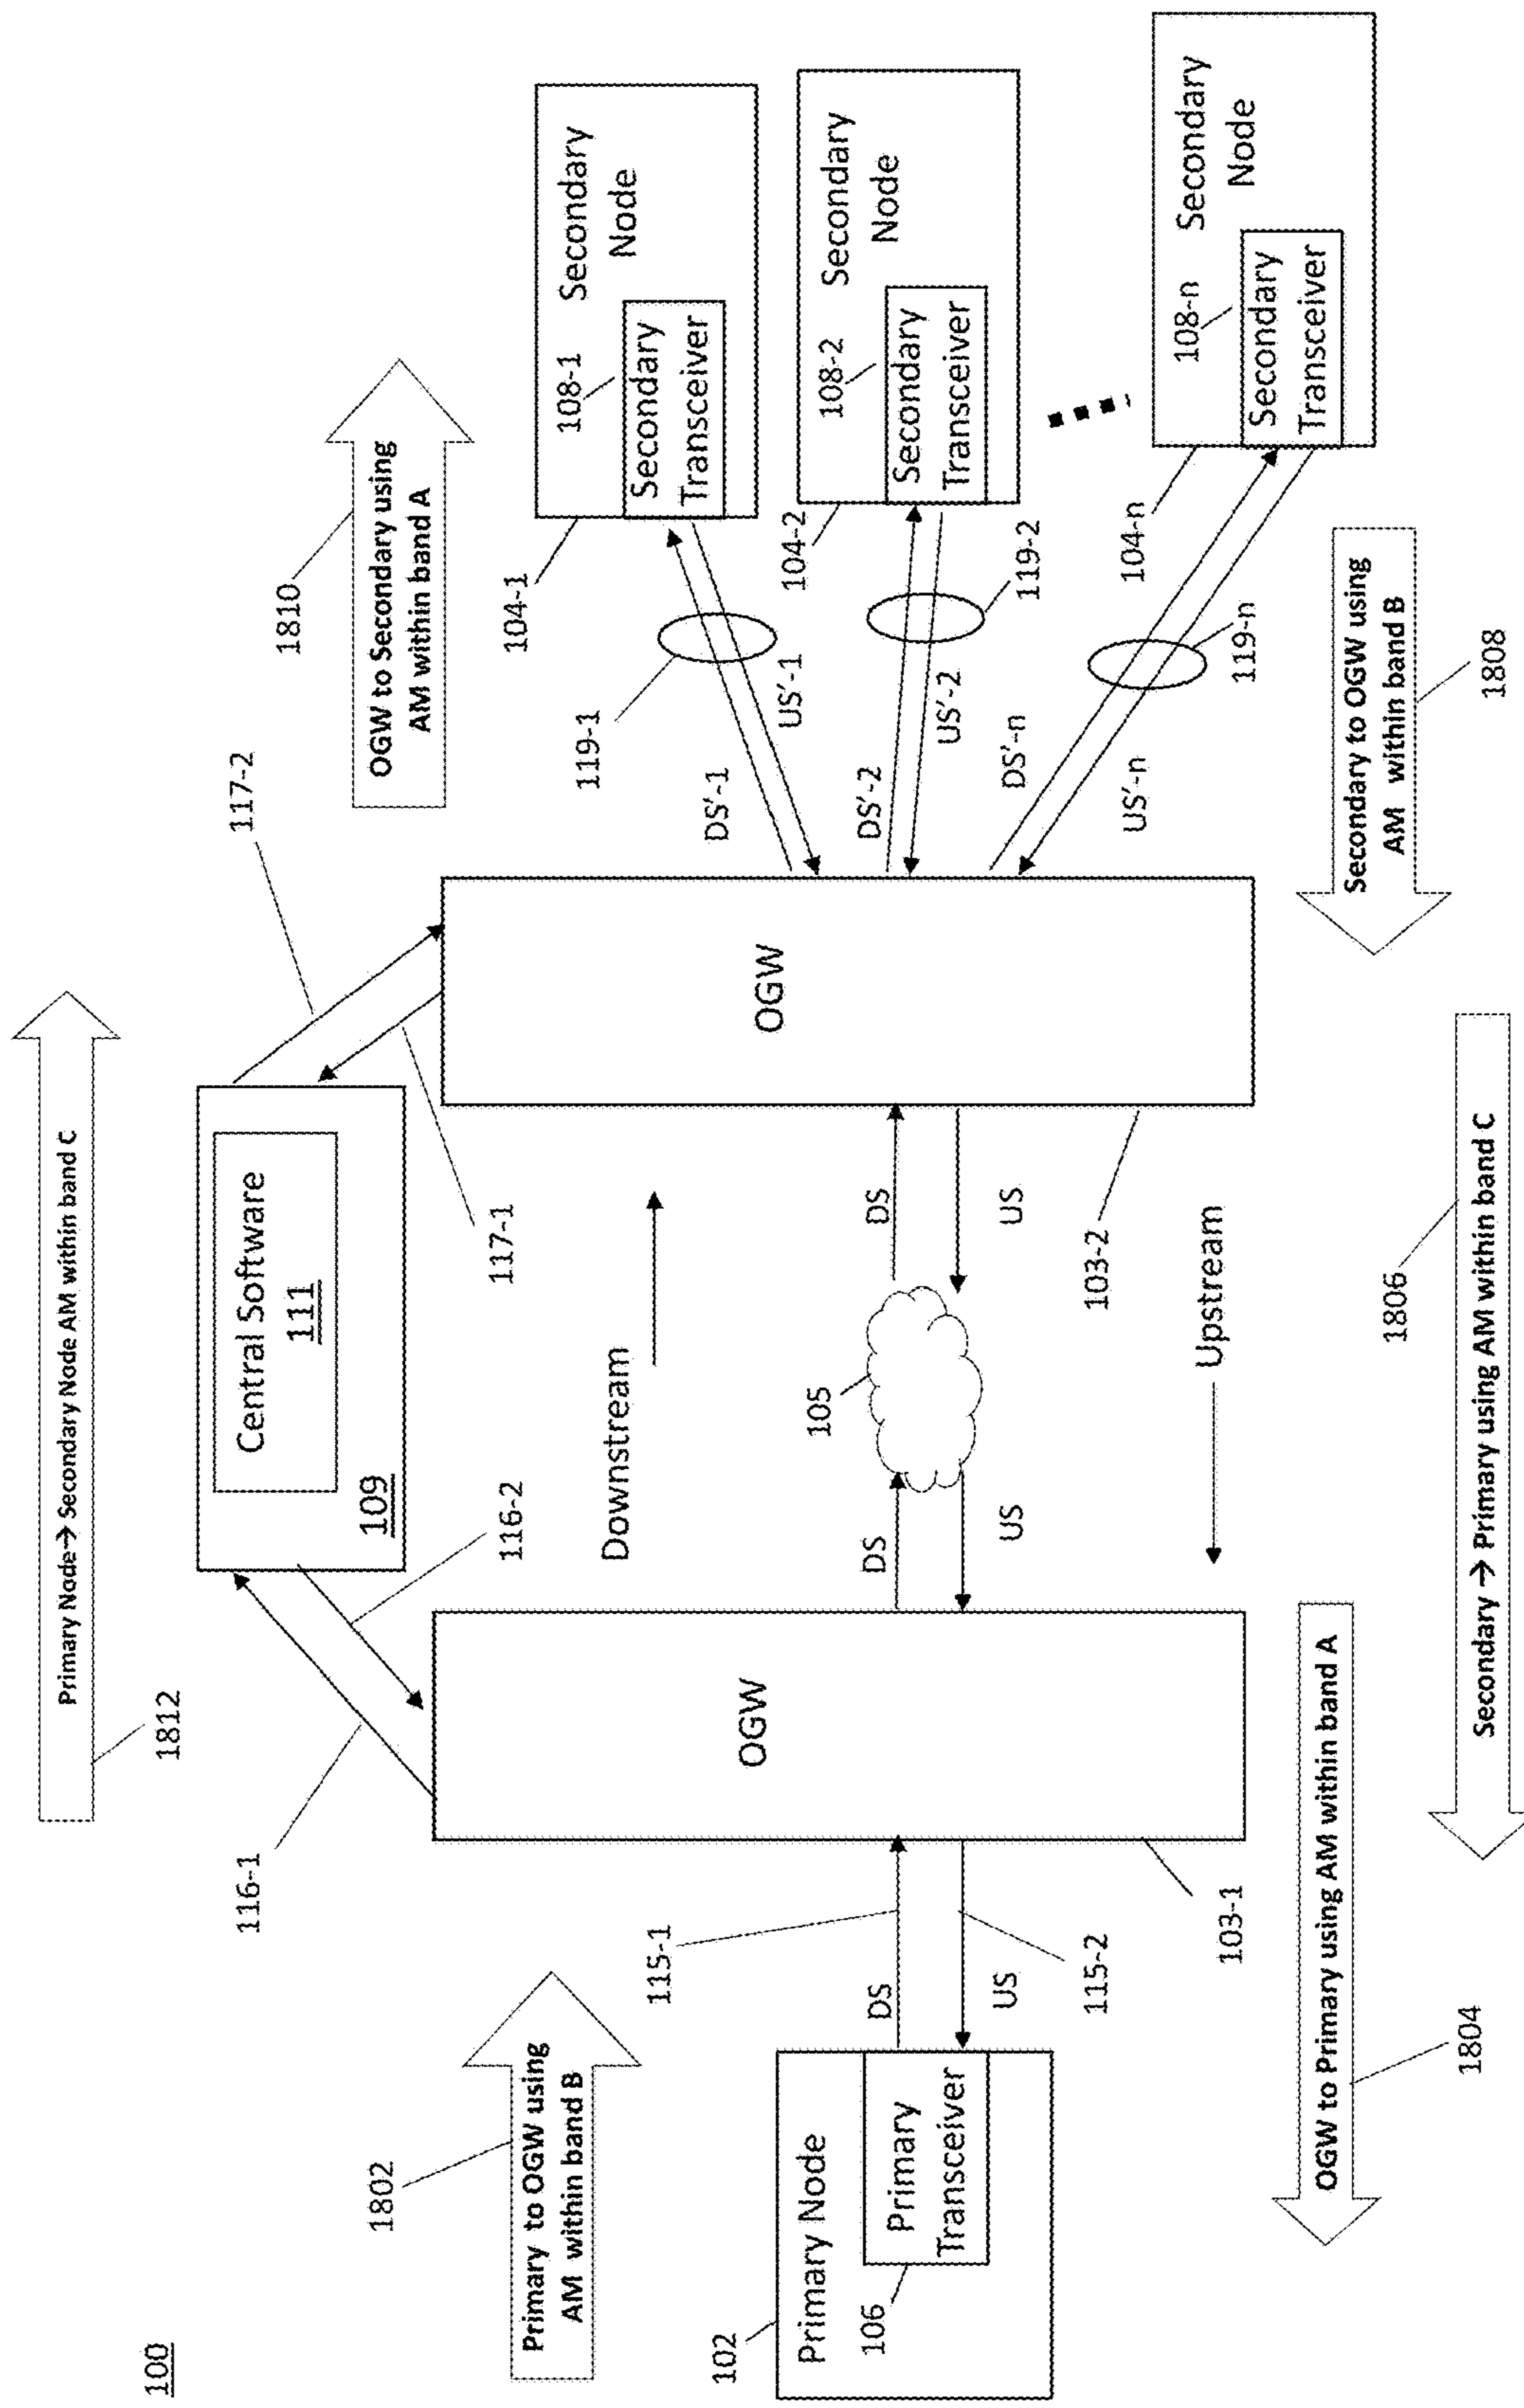 100
Primary Node→ Secondary Node AM within band C
1812
Central Software
111
109
116-1
116-2
117-1
117-2
OGW to Secondary using
AM within band A
1810
Primary to OGW using
AM within band B
1802
Downstream
Primary Node
Primary
Transceiver
102
106
DS
US
115-1
115-2
OGW
103-1
DS
US
105
DS
US
OGW
103-2
Upstream
DS'-1
US'-1
119-1
DS'-2
US'-2
119-2
DS'-n
US'-n
119-n
104-1
Secondary
Node
108-1
Secondary
Transceiver
104-2
Secondary
Node
108-2
Secondary
Transceiver
104-n
Secondary
Node
108-n
Secondary
Transceiver
OGW to Primary using AM within band A
1804
Secondary to OGW using
AM within band B
1808
1806
Secondary → Primary using AM within band C